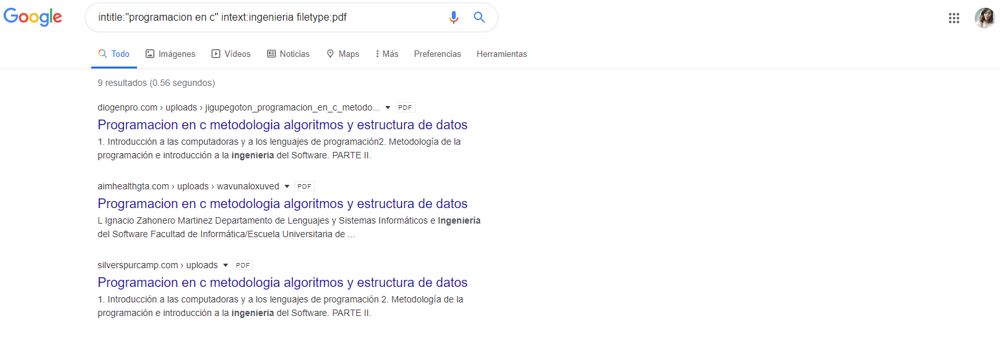 Google
intitle:"programacion en c" intext:ingenieria filetype:pdf
Todo Imágenes Vídeos Noticias Maps Más Preferencias Herramientas
9 resultados (0.56 segundos)
diogenpro.com › uploads › jigupegoton_programacion_en_c_metodo... PDF
Programacion en c metodologia algoritmos y estructura de datos
1. Introducción a las computadoras y a los lenguajes de programación2. Metodología de la
programación e introducción a la ingenieria del Software. PARTE II.
aimhealthgta.com › uploads › wavunaloxuved PDF
Programacion en c metodologia algoritmos y estructura de datos
L Ignacio Zahonero Martinez Departamento de Lenguajes y Sistemas Informáticos e Ingeniería
del Software Facultad de Informática/Escuela Universitaria de ...
silverspurcamp.com › uploads PDF
Programacion en c metodologia algoritmos y estructura de datos
1. Introducción a las computadoras y a los lenguajes de programación 2. Metodología de la
programación e introducción a la ingenieria del Software. PARTE II.